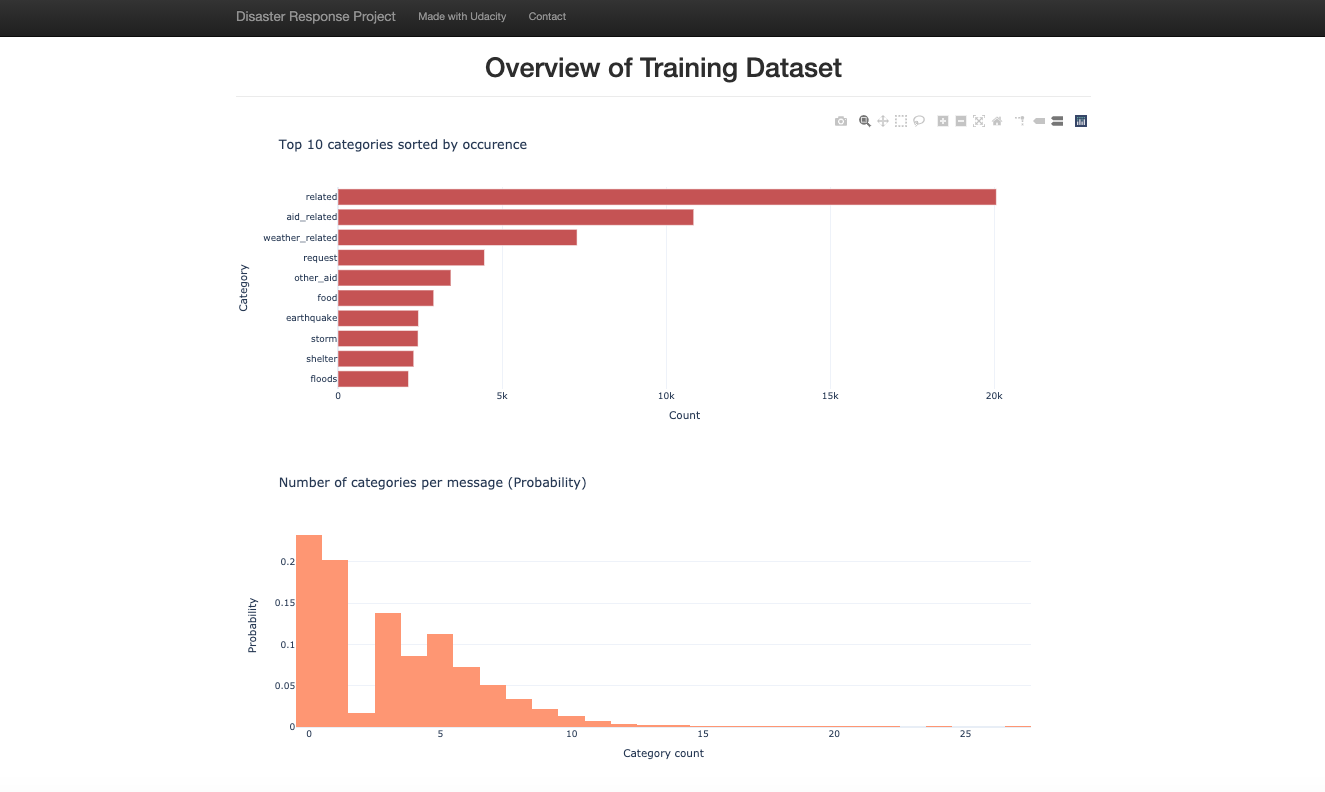 Disaster Response Project Made with Udacity Contact
Overview of Training Dataset
Top 10 categories sorted by occurence
Category
related
aid_related
weather_related
request
other_aid
food
earthquake
storm
shelter
floods
0 5k 10k 15k 20k
Count
Number of categories per message (Probability)
Probability
0.2
0.15
0.1
0.05
0
0 5 10 15 20 25
Category count